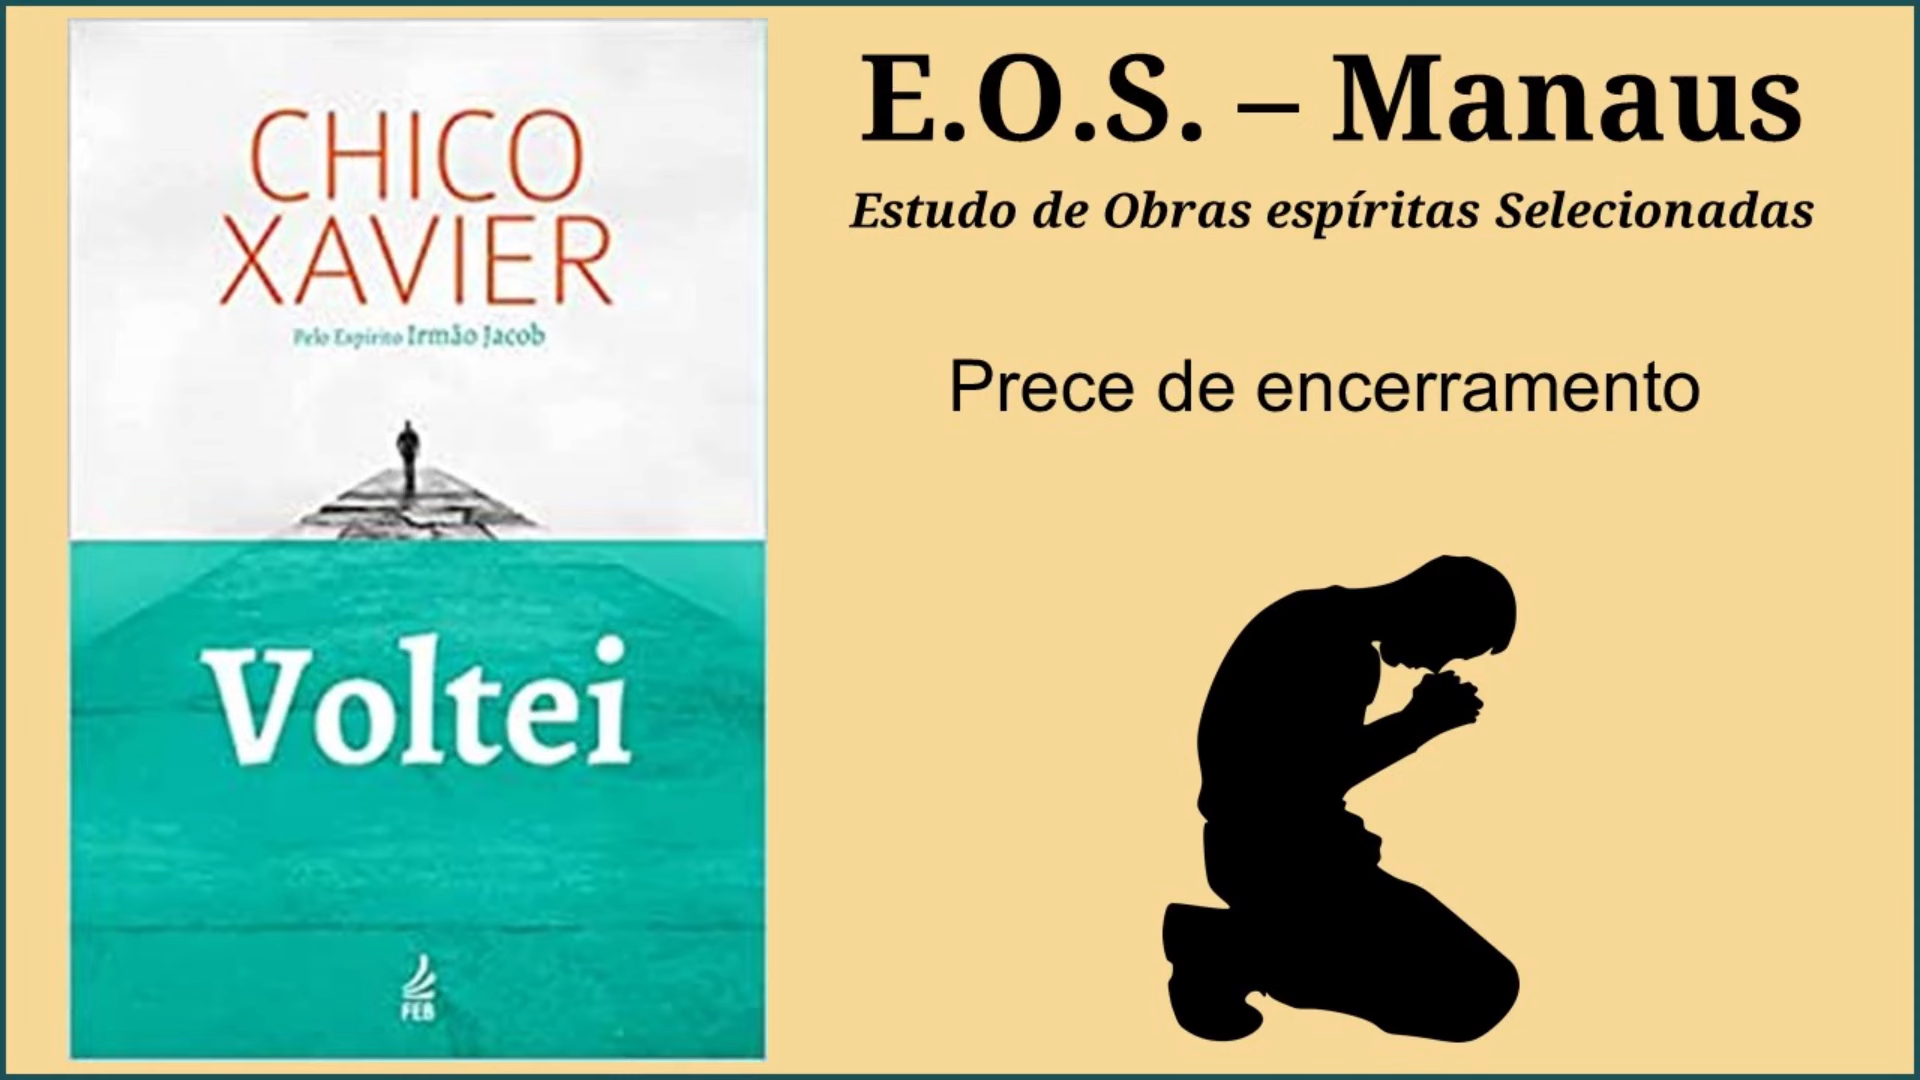 CHICO
XAVIER
Pelo Espírito Irmão Jacob
Voltei
FEB
E.O.S. – Manaus
Estudo de Obras espíritas Selecionadas
Prece de encerramento